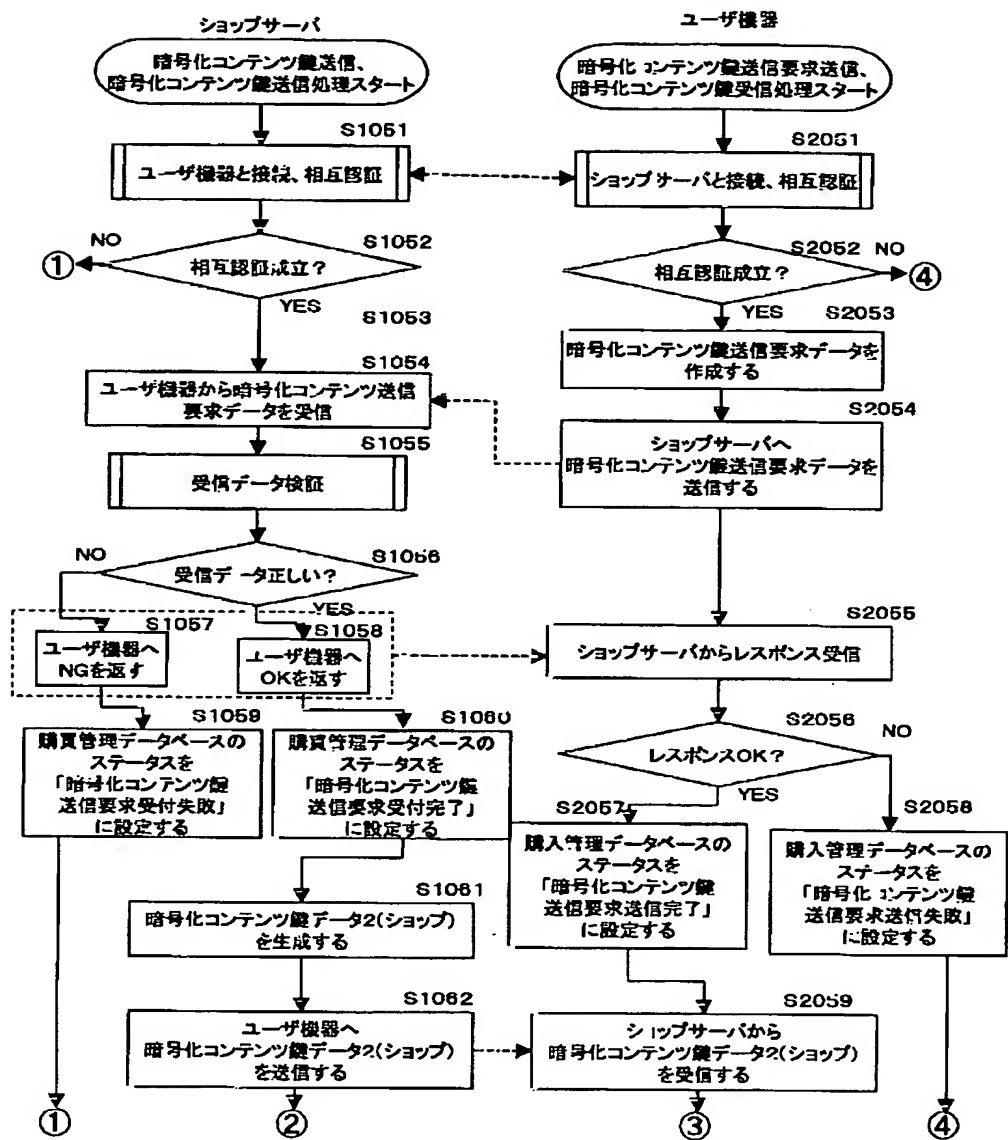 ショップサーバ
暗号化コンテンツ鍵送信、
暗号化コンテンツ鍵送信処理スタート
S1051
ユーザ機器と接続、相互認証
S1052
NO
①
相互認証成立？
YES
S1053
S1054
ユーザ機器から暗号化コンテンツ送信
要求データを受信
S1055
受信データ検証
S1056
NO
受信データ正しい？
YES
S1057
ユーザ機器へ
NGを返す
S1058
ユーザ機器へ
OKを返す
S1059
購買管理データベースの
ステータスを
「暗号化コンテンツ鍵
送信要求受付失敗」
に設定する
S1060
購買管理データベースの
ステータスを
「暗号化コンテンツ鍵
送信要求受付完了」
に設定する
S1061
暗号化コンテンツ鍵データ2(ショップ)
を生成する
S1062
ユーザ機器へ
暗号化コンテンツ鍵データ2(ショップ)
を送信する
①
②
ユーザ機器
暗号化コンテンツ鍵送信要求送信、
暗号化コンテンツ鍵受信処理スタート
S2051
ショップサーバと接続、相互認証
S2052
NO
④
相互認証成立？
YES
S2053
暗号化コンテンツ鍵送信要求データを
作成する
S2054
ショップサーバへ
暗号化コンテンツ鍵送信要求データを
送信する
S2055
ショップサーバからレスポンス受信
S2056
NO
レスポンスOK？
YES
S2057
購入管理データベースの
ステータスを
「暗号化コンテンツ鍵
送信要求送信完了」
に設定する
S2058
購入管理データベースの
ステータスを
「暗号化コンテンツ鍵
送信要求送信失敗」
に設定する
S2059
ショップサーバから
暗号化コンテンツ鍵データ2(ショップ)
を受信する
③
④